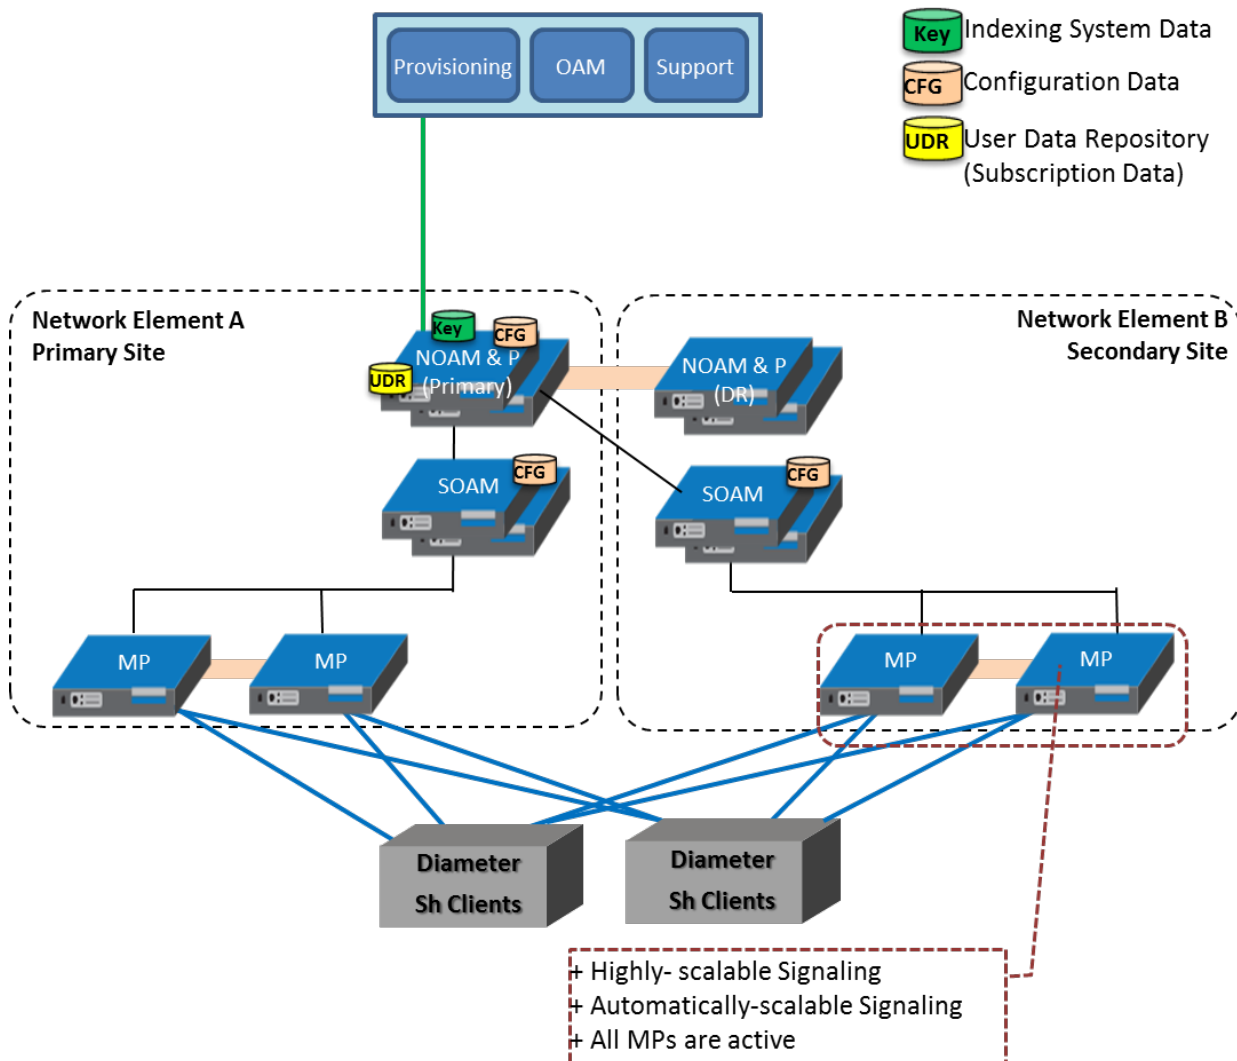 Provisioning
OAM
Support
Key
Indexing System Data
CFG
Configuration Data
UDR
User Data Repository
(Subscription Data)
Network Element A
Primary Site
Network Element B
Secondary Site
Key
CFG
UDR
NOAM & P
(Primary)
NOAM & P
(DR)
CFG
SOAM
CFG
SOAM
MP
MP
MP
MP
Diameter
Sh Clients
Diameter
Sh Clients
+ Highly- scalable Signaling
+ Automatically-scalable Signaling
+ All MPs are active